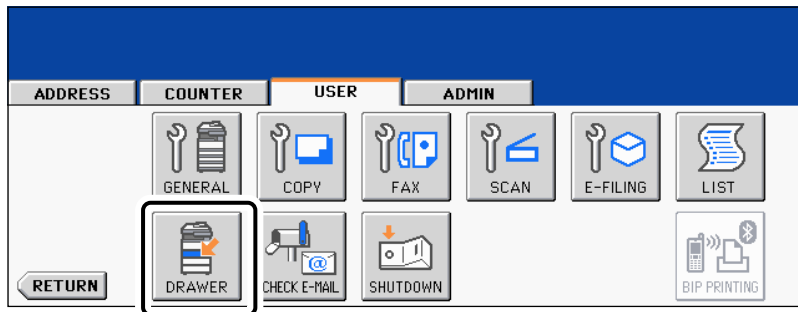 ADDRESS COUNTER USER ADMIN
GENERAL COPY FAX SCAN E-FILING LIST
@
RETURN DRAWER CHECK E-MAIL SHUTDOWN BIP PRINTING